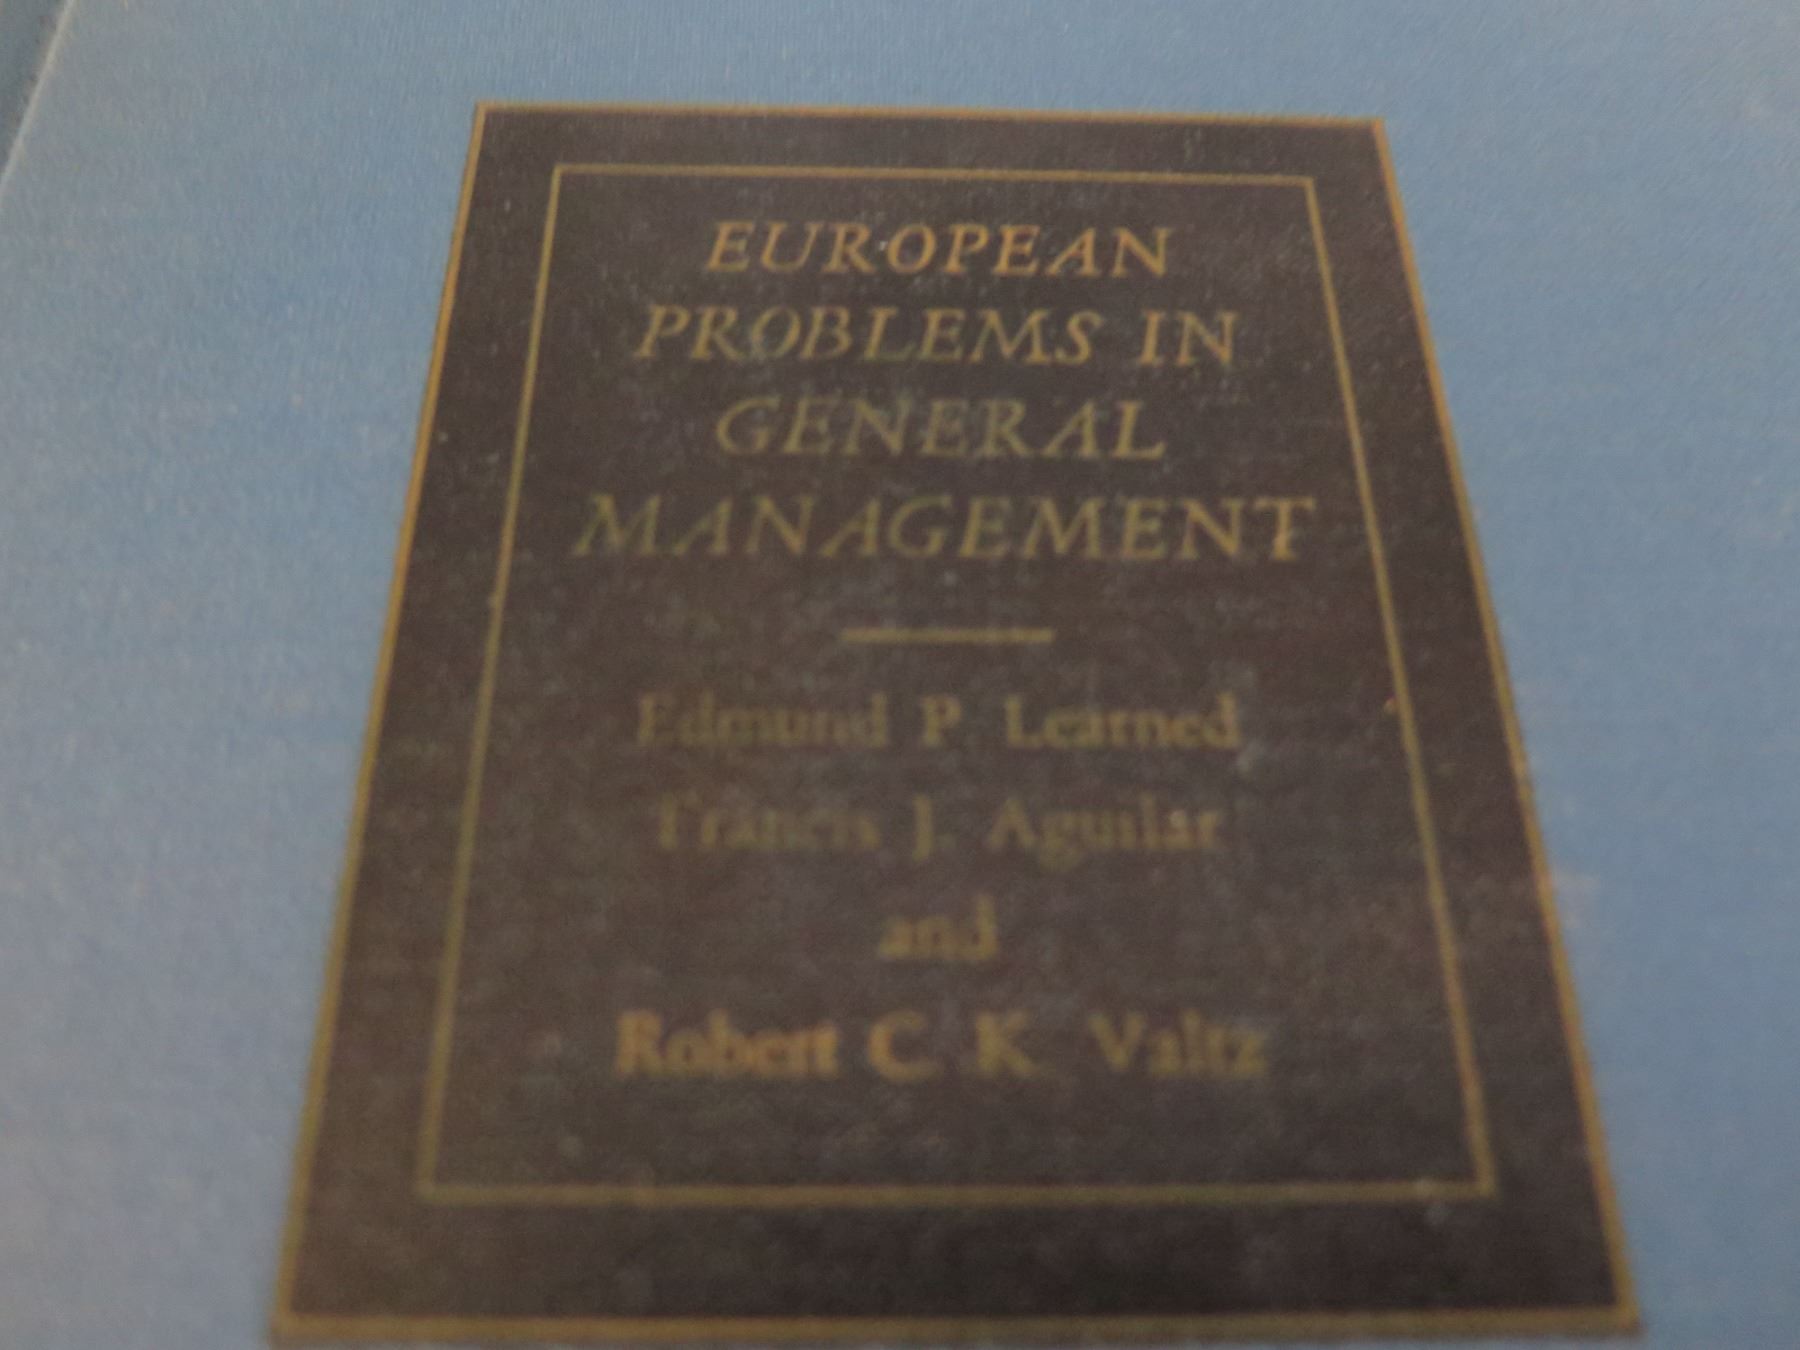 EUROPEAN
PROBLEMS IN
GENERAL
MANAGEMENT
Edmund P. Learned
Francis J. Aguilar
and
Robert C. K. Valtz